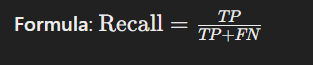 Formula: Recall = TP / TP+FN